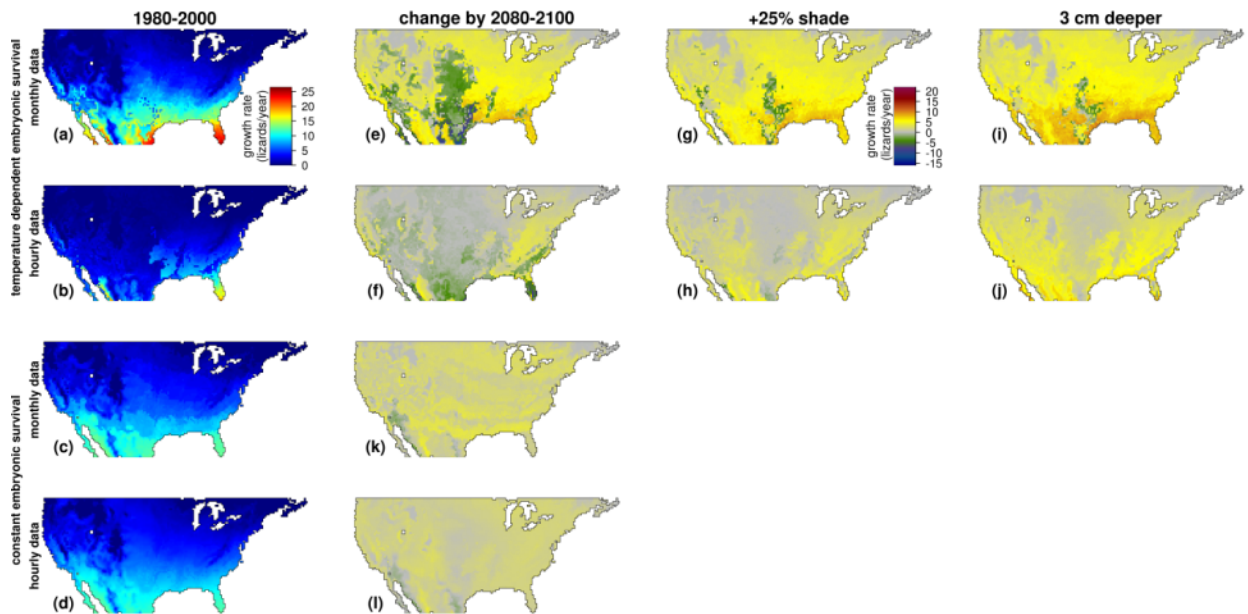 1980-2000
change by 2080-2100
+25% shade
3 cm deeper
temperature dependent embryonic survival
monthly data
(a)
25
20
15
10
5
0
growth rate
(lizards/year)
(e)
(g)
20
15
10
5
0
-5
-10
-15
growth rate
(lizards/year)
(i)
hourly data
(b)
(f)
(h)
(j)
constant embryonic survival
monthly data
(c)
(k)
hourly data
(d)
(l)